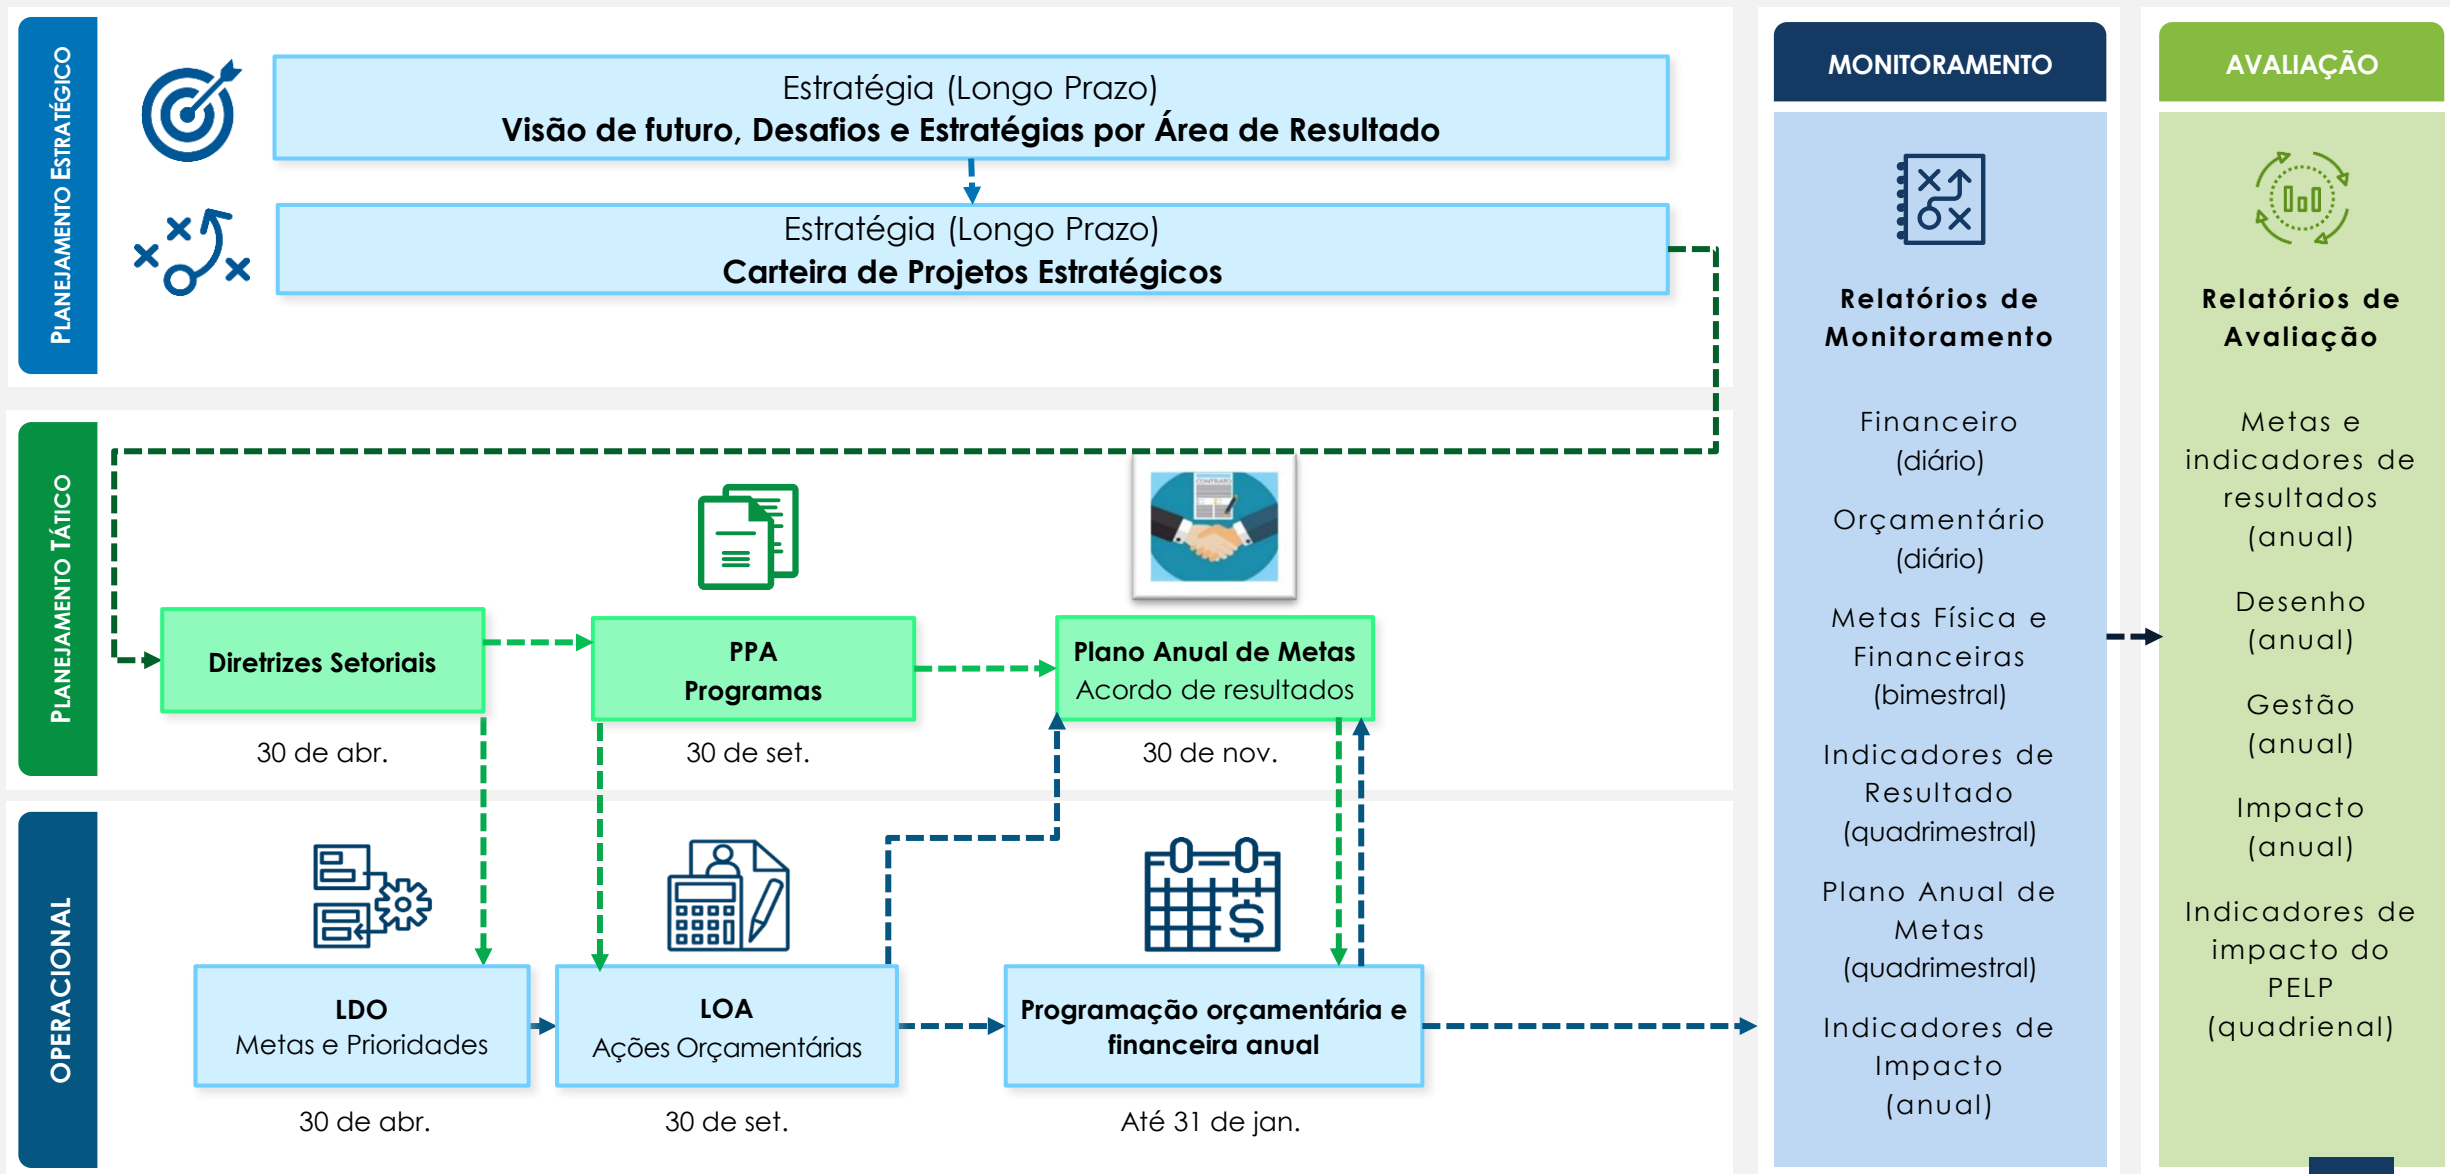 PLANEJAMENTO ESTRATÉGICO
Estratégia (Longo Prazo)
Visão de futuro, Desafios e Estratégias por Área de Resultado
Estratégia (Longo Prazo)
Carteira de Projetos Estratégicos
PLANEJAMENTO TÁTICO
CONTRATO
Diretrizes Setoriais
30 de abr.
PPA
Programas
30 de set.
Plano Anual de Metas
Acordo de resultados
30 de nov.
OPERACIONAL
LDO
Metas e Prioridades
30 de abr.
LOA
Ações Orçamentárias
30 de set.
$
Programação orçamentária e
financeira anual
Até 31 de jan.
MONITORAMENTO
Relatórios de
Monitoramento
Financeiro
(diário)
Orçamentário
(diário)
Metas Física e
Financeiras
(bimestral)
Indicadores de
Resultado
(quadrimestral)
Plano Anual de
Metas
(quadrimestral)
Indicadores de
Impacto
(anual)
AVALIAÇÃO
Relatórios de
Avaliação
Metas e
indicadores de
resultados
(anual)
Desenho
(anual)
Gestão
(anual)
Impacto
(anual)
Indicadores de
impacto do
PELP
(quadrienal)